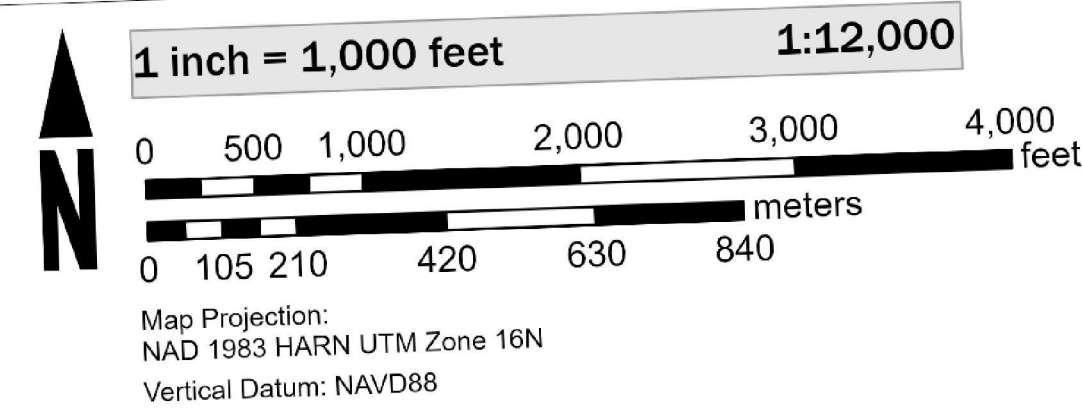 1 inch = 1,000 feet 1:12,000
0 500 1,000 2,000 3,000 4,000
feet
meters
0 105 210 420 630 840
N
Map Projection:
NAD 1983 HARN UTM Zone 16N
Vertical Datum: NAVD88